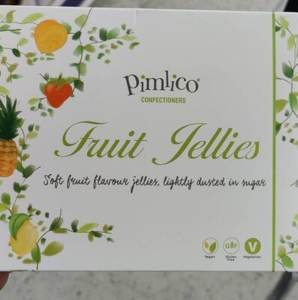 Pimlico
CONFECTIONERS
Fruit Jellies
Soft fruit flavour jellies, lightly dusted in sugar
Vegan
Gluten Free
Vegetarian